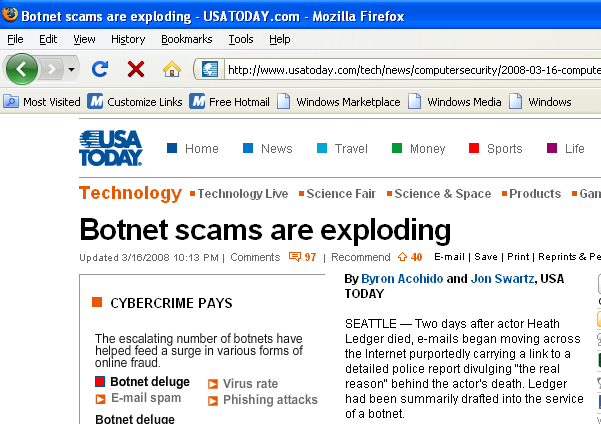 Botnet scams are exploding - USATODAY.com - Mozilla Firefox
File Edit View History Bookmarks Tools Help
http://www.usatoday.com/tech/news/computersecurity/2008-03-16-compute
Most Visited Customize Links Free Hotmail Windows Marketplace Windows Media Windows
USA TODAY.
Home News Travel Money Sports Life
Technology Technology Live Science Fair Science & Space Products Gam
Botnet scams are exploding
Updated 3/16/2008 10:13 PM | Comments 97 | Recommend 40 E-mail | Save | Print | Reprints & Pe
CYBERCRIME PAYS
The escalating number of botnets have
helped feed a surge in various forms of
online fraud.
Botnet deluge Virus rate
E-mail spam Phishing attacks
Botnet deluge
By Byron Acohido and Jon Swartz, USA
TODAY
SEATTLE — Two days after actor Heath
Ledger died, e-mails began moving across
the Internet purportedly carrying a link to a
detailed police report divulging "the real
reason" behind the actor's death. Ledger
had been summarily drafted into the service
of a botnet.